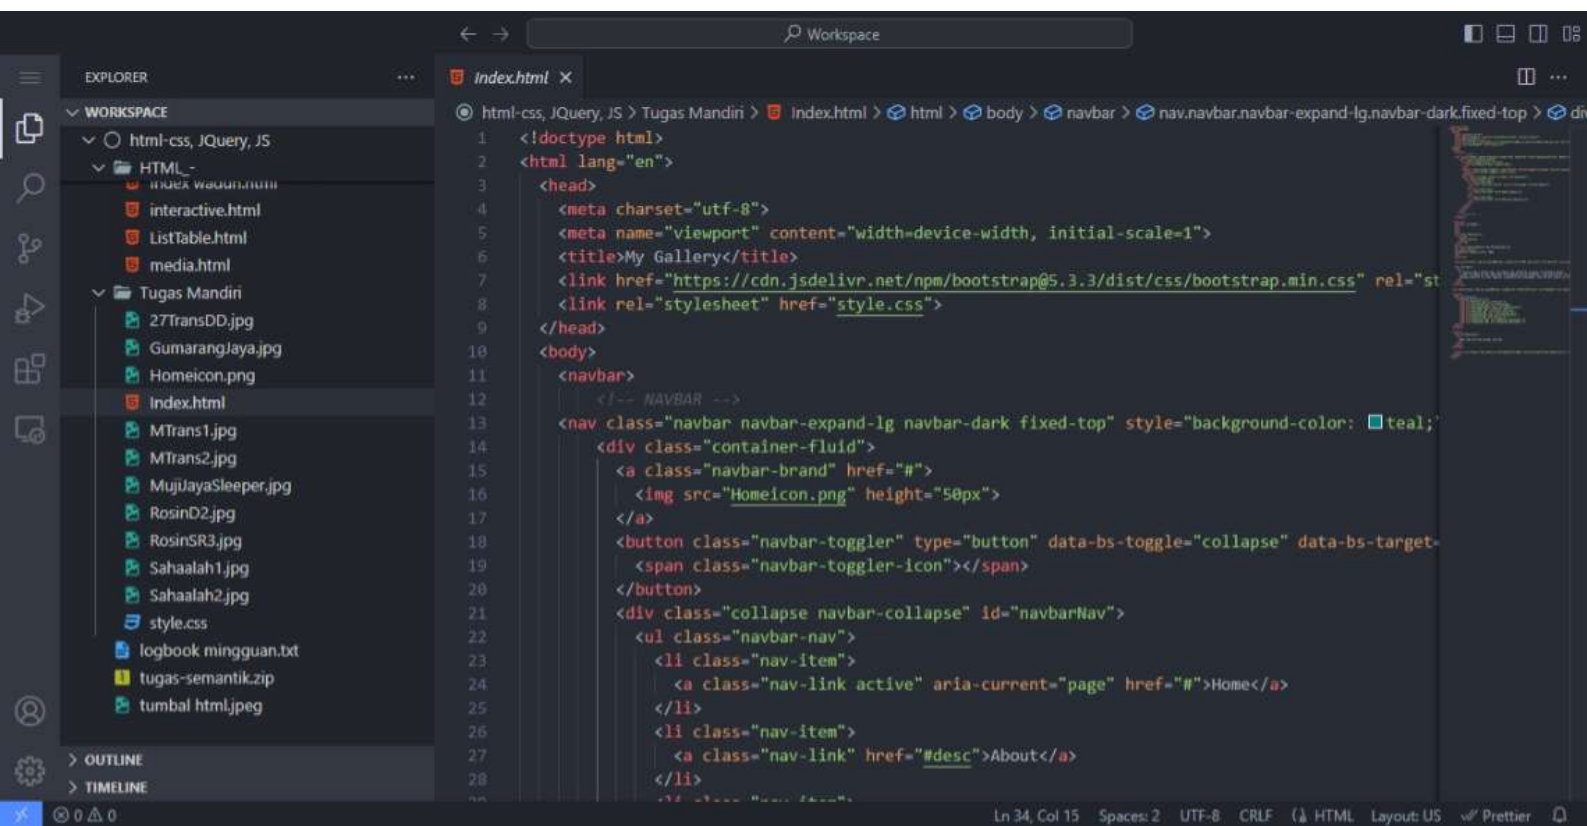 Workspace
EXPLORER
Index.html
WORKSPACE
html-css, JQuery, JS > Tugas Mandiri > Index.html > html > body > navbar > nav.navbar.navbar-expand-lg.navbar-dark.fixed-top > di
html-css, JQuery, JS
HTML_-
interactive.html
ListTable.html
media.html
Tugas Mandiri
27TransDD.jpg
GumarangJaya.jpg
Homeicon.png
Index.html
MTrans1.jpg
MTrans2.jpg
MujiJayaSleeper.jpg
RosinD2.jpg
RosinSR3.jpg
Sahaalah1.jpg
Sahaalah2.jpg
style.css
logbook mingguan.txt
tugas-semantik.zip
tumbal html.jpeg
OUTLINE
TIMELINE
1 <!doctype html>
2 <html lang="en">
3 <head>
4 <meta charset="utf-8">
5 <meta name="viewport" content="width=device-width, initial-scale=1">
6 <title>My Gallery</title>
7 <link href="https://cdn.jsdelivr.net/npm/bootstrap@5.3.3/dist/css/bootstrap.min.css" rel="st
8 <link rel="stylesheet" href="style.css">
9 </head>
10 <body>
11 <navbar>
12 <!-- NAVBAR -->
13 <nav class="navbar navbar-expand-lg navbar-dark fixed-top" style="background-color: teal;"
14 <div class="container-fluid">
15 <a class="navbar-brand" href="#">
16 <img src="Homeicon.png" height="50px">
17 </a>
18 <button class="navbar-toggler" type="button" data-bs-toggle="collapse" data-bs-target=
19 <span class="navbar-toggler-icon"></span>
20 </button>
21 <div class="collapse navbar-collapse" id="navbarNav">
22 <ul class="navbar-nav">
23 <li class="nav-item">
24 <a class="nav-link active" aria-current="page" href="#">Home</a>
25 </li>
26 <li class="nav-item">
27 <a class="nav-link" href="#desc">About</a>
28 </li>
0 0
Ln 34, Col 15 Spaces: 2 UTF-8 CRLF HTML Layout: US Prettier